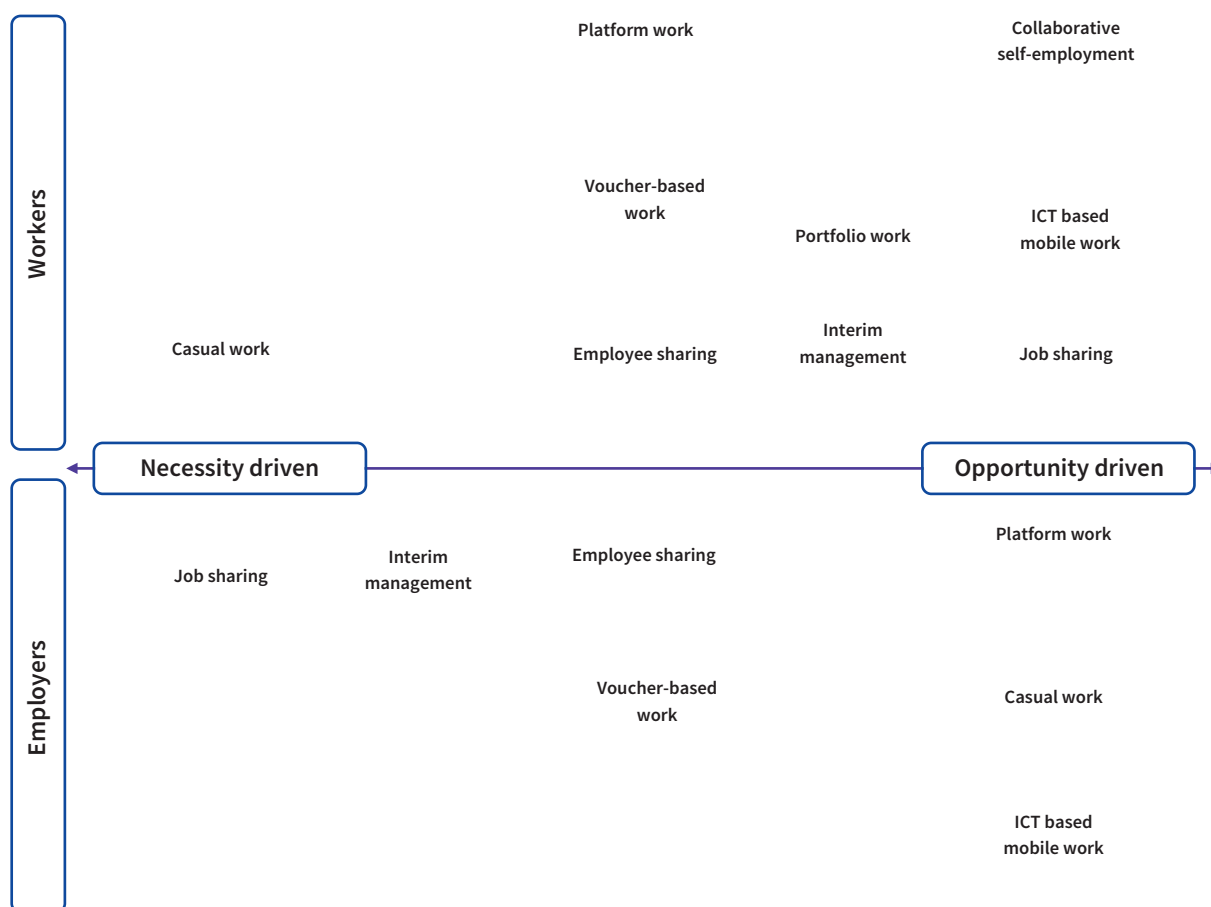 Platform work
Collaborative
self-employment
Workers
Voucher-based
work
Portfolio work
ICT based
mobile work
Casual work
Employee sharing
Interim
management
Job sharing
Necessity driven
Opportunity driven
Employers
Job sharing
Interim
management
Employee sharing
Platform work
Voucher-based
work
Casual work
ICT based
mobile work